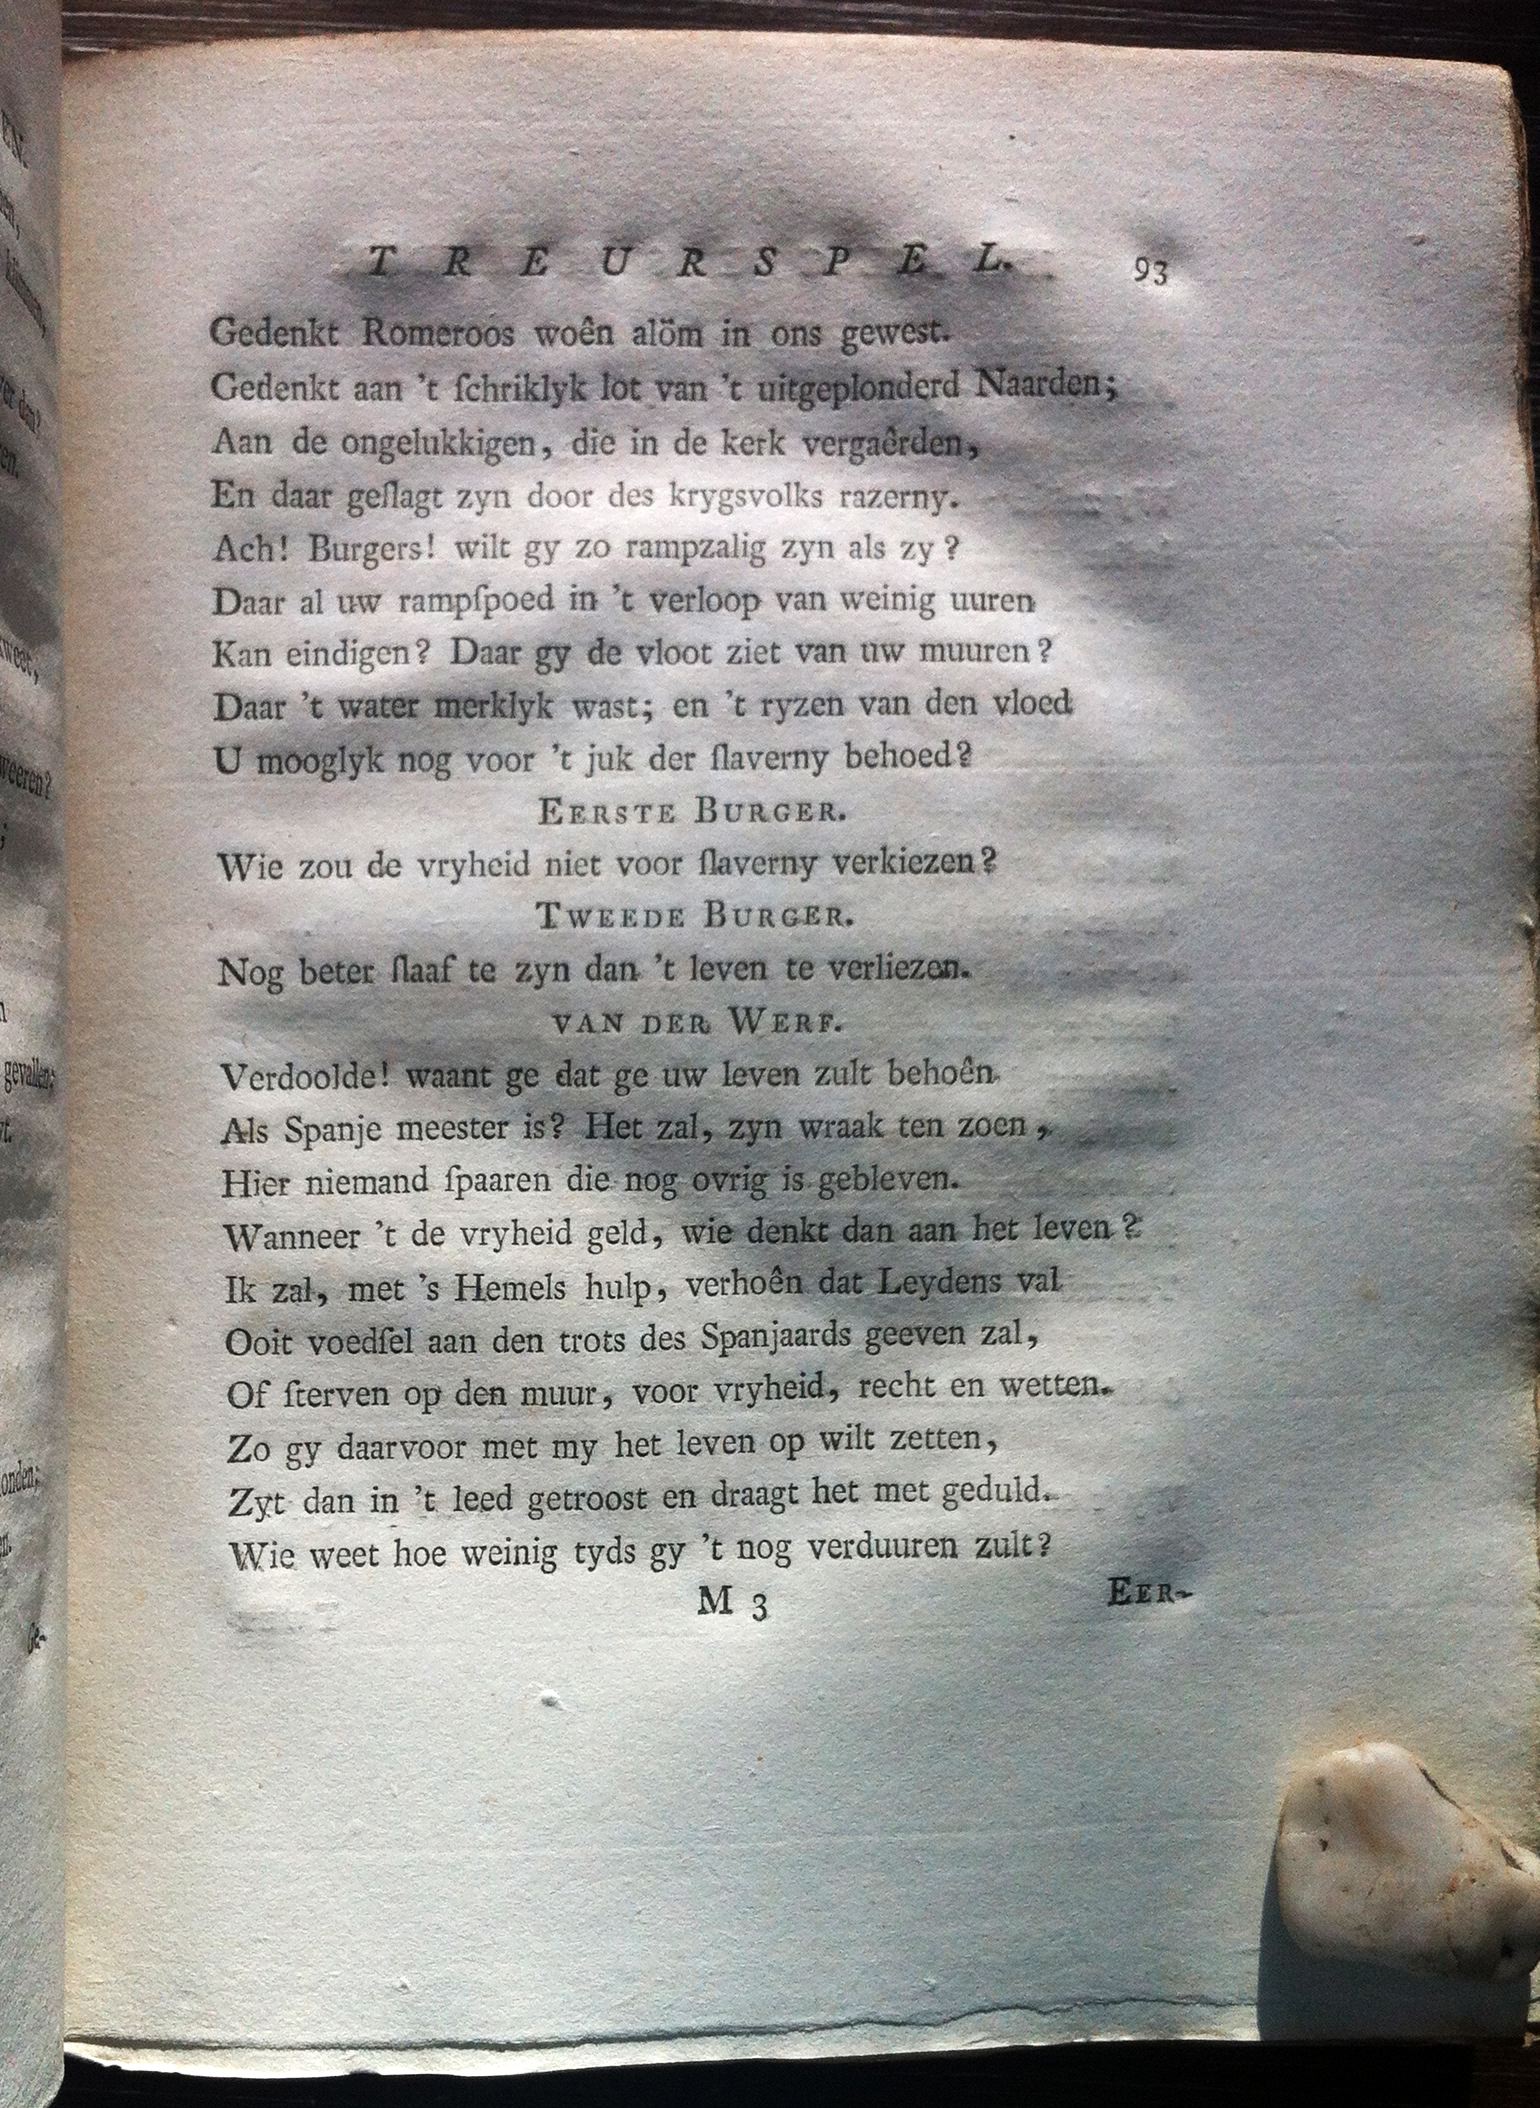 TREURSPEL. 93
Gedenkt Romeroos woên alöm in ons gewest.
Gedenkt aan 't ſchriklyk lot van 't uitgeplonderd Naarden;
Aan de ongelukkigen, die in de kerk vergaêrden,
En daar geſlagt zyn door des krygsvolks razerny.
Ach! Burgers! wilt gy zo rampzalig zyn als zy?
Daar al uw rampſpoed in 't verloop van weinig uuren
Kan eindigen? Daar gy de vloot ziet van uw muuren?
Daar 't water merklyk wast; en 't ryzen van den vloed
U mooglyk nog voor 't juk der ſlaverny behoed?
EERSTE BURGER.
Wie zou de vryheid niet voor ſlaverny verkiezen?
TWEEDE BURGER.
Nog beter ſlaaf te zyn dan 't leven te verliezen.
VAN DER WERF.
Verdoolde! waant ge dat ge uw leven zult behoên
Als Spanje meester is? Het zal, zyn wraak ten zoen,
Hier niemand ſpaaren die nog ovrig is gebleven.
Wanneer 't de vryheid geld, wie denkt dan aan het leven?
Ik zal, met 's Hemels hulp, verhoên dat Leydens val
Ooit voedſel aan den trots des Spanjaards geeven zal,
Of ſterven op den muur, voor vryheid, recht en wetten.
Zo gy daarvoor met my het leven op wilt zetten,
Zyt dan in 't leed getroost en draagt het met geduld.
Wie weet hoe weinig tyds gy 't nog verduuren zult?
M 3 EER-
gevallen;
weeren?
Ge-